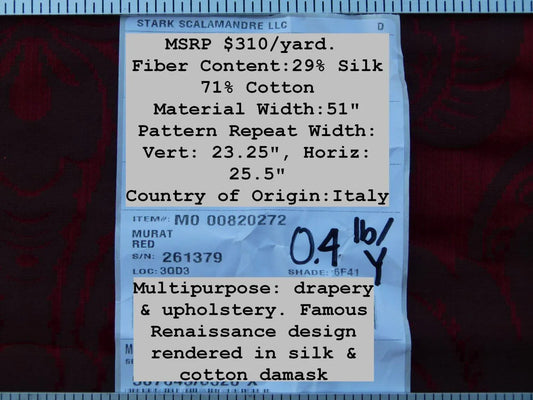 STARK SCALAMANDRE LLC D
MSRP $310/yard.
Fiber Content:29% Silk
71% Cotton
Material Width:51"
Pattern Repeat Width:
Vert: 23.25", Horiz:
25.5"
Country of Origin:Italy
ITEM#: M0 00820272
MURAT
RED
S/N: 261379
LOC: 3QD3 SHADE: 6F41
0.4 lb/
Y
Multipurpose: drapery
& upholstery. Famous
Renaissance design
rendered in silk &
cotton damask